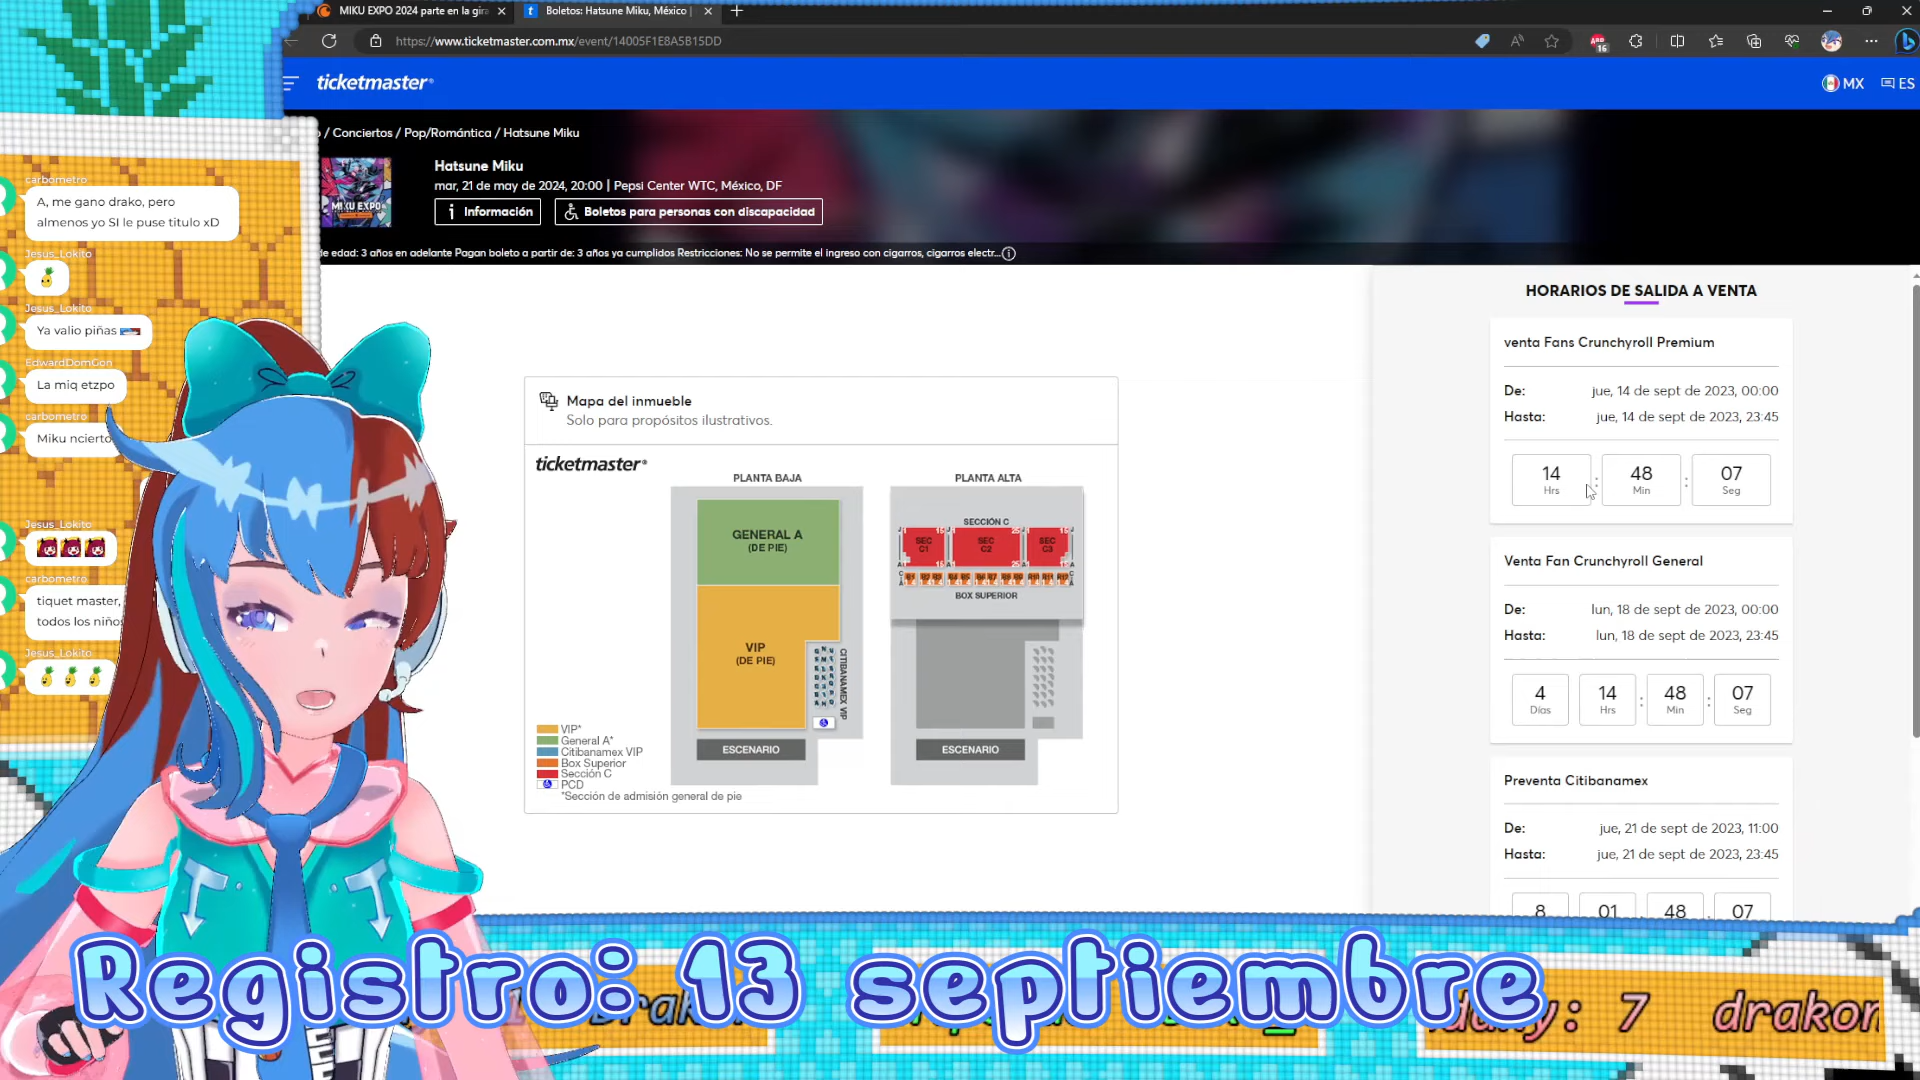 MIKU EXPO 2024 parte en la gira
Boletos: Hatsune Miku, México |
https://www.ticketmaster.com.mx/event/14005F1E8A5B15DD
16
ticketmaster
MX
ES
/ Conciertos / Pop/Romántica / Hatsune Miku
Hatsune Miku
mar, 21 de may de 2024, 20:00 | Pepsi Center WTC, México, DF
MIKU EXPO
i Información
Boletos para personas con discapacidad
de edad: 3 años en adelante Pagan boleto a partir de: 3 años ya cumplidos Restricciones: No se permite el ingreso con cigarros, cigarros electr...
carbometro
A, me gano drako, pero
almenos yo SI le puse titulo xD
Jesus_Lokito
Jesus_Lokito
Ya valio piñas
EdwardDomGon
La miq etzpo
carbometro
Miku ncierto
Jesus_Lokito
carbometro
tiquet master,
todos los niños
Jesus_Lokito
Mapa del inmueble
Solo para propósitos ilustrativos.
ticketmaster
PLANTA BAJA
GENERAL A
(DE PIE)
VIP
(DE PIE)
CITIBANAMEX VIP
ESCENARIO
PLANTA ALTA
SECCIÓN C
SEC C1
SEC C2
SEC C3
BOX SUPERIOR
ESCENARIO
VIP*
General A*
Citibanamex VIP
Box Superior
Sección C
PCD
*Sección de admisión general de pie
HORARIOS DE SALIDA A VENTA
venta Fans Crunchyroll Premium
De: jue, 14 de sept de 2023, 00:00
Hasta: jue, 14 de sept de 2023, 23:45
14 : 48 : 07
Hrs Min Seg
Venta Fan Crunchyroll General
De: lun, 18 de sept de 2023, 00:00
Hasta: lun, 18 de sept de 2023, 23:45
4 14 : 48 : 07
Días Hrs Min Seg
Preventa Citibanamex
De: jue, 21 de sept de 2023, 11:00
Hasta: jue, 21 de sept de 2023, 23:45
8 01 48 07
Registro: 13 septiembre
7 drakon